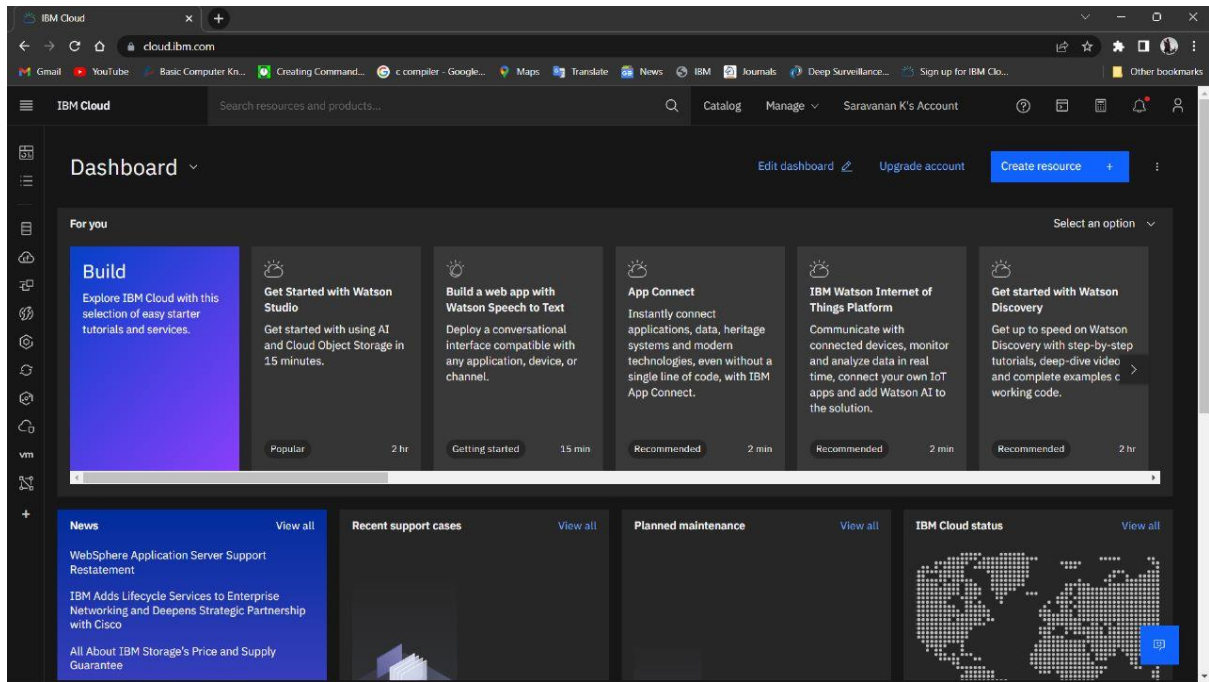 IBM Cloud
cloud.ibm.com
Gmail YouTube Basic Computer Kn... Creating Command... c compiler - Google... Maps Translate News IBM Journals Deep Surveillance... Sign up for IBM Clo... Other bookmarks
IBM Cloud Search resources and products... Catalog Manage Saravanan K's Account
Dashboard Edit dashboard Upgrade account Create resource +
For you Select an option
Build
Explore IBM Cloud with this
selection of easy starter
tutorials and services.
Get Started with Watson
Studio
Get started with using AI
and Cloud Object Storage in
15 minutes.
Popular 2 hr
Build a web app with
Watson Speech to Text
Deploy a conversational
interface compatible with
any application, device, or
channel.
Getting started 15 min
App Connect
Instantly connect
applications, data, heritage
systems and modern
technologies, even without a
single line of code, with IBM
App Connect.
Recommended 2 min
IBM Watson Internet of
Things Platform
Communicate with
connected devices, monitor
and analyze data in real
time, connect your own IoT
apps and add Watson AI to
the solution.
Recommended 2 min
Get started with Watson
Discovery
Get up to speed on Watson
Discovery with step-by-step
tutorials, deep-dive video
and complete examples
working code.
Recommended 2 hr
vm
News View all
WebSphere Application Server Support
Restatement
IBM Adds Lifecycle Services to Enterprise
Networking and Deepens Strategic Partnership
with Cisco
All About IBM Storage's Price and Supply
Guarantee
Recent support cases View all
Planned maintenance View all
IBM Cloud status View all